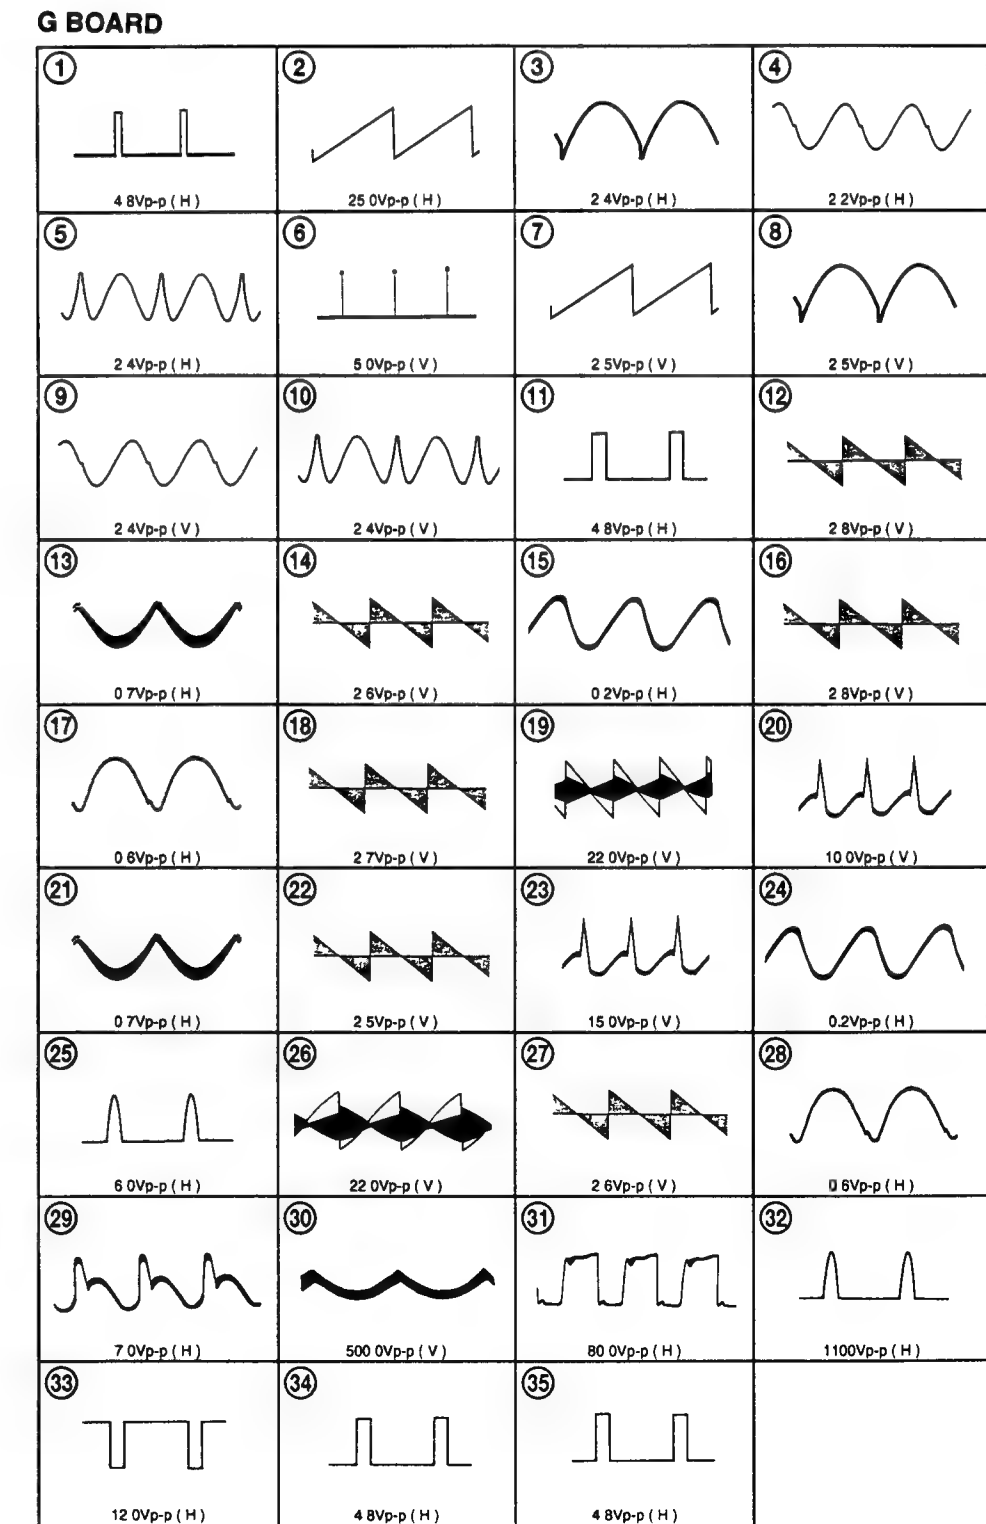 G BOARD
① ② ③ ④
4 8Vp-p ( H ) 25 0Vp-p ( H ) 2 4Vp-p ( H ) 2 2Vp-p ( H )
⑤ ⑥ ⑦ ⑧
2 4Vp-p ( H ) 5 0Vp-p ( V ) 2 5Vp-p ( V ) 2 5Vp-p ( V )
⑨ ⑩ ⑪ ⑫
2 4Vp-p ( V ) 2 4Vp-p ( V ) 4 8Vp-p ( H ) 2 8Vp-p ( V )
⑬ ⑭ ⑮ ⑯
0 7Vp-p ( H ) 2 6Vp-p ( V ) 0 2Vp-p ( H ) 2 8Vp-p ( V )
⑰ ⑱ ⑲ ⑳
0 6Vp-p ( H ) 2 7Vp-p ( V ) 22 0Vp-p ( V ) 10 0Vp-p ( V )
㉑ ㉒ ㉓ ㉔
0 7Vp-p ( H ) 2 5Vp-p ( V ) 15 0Vp-p ( V ) 0.2Vp-p ( H )
㉕ ㉖ ㉗ ㉘
6 0Vp-p ( H ) 22 0Vp-p ( V ) 2 6Vp-p ( V ) 0 6Vp-p ( H )
㉙ ㉚ ㉛ ㉜
7 0Vp-p ( H ) 500 0Vp-p ( V ) 80 0Vp-p ( H ) 1100Vp-p ( H )
㉝ ㉞ ㉟
12 0Vp-p ( H ) 4 8Vp-p ( H ) 4 8Vp-p ( H )